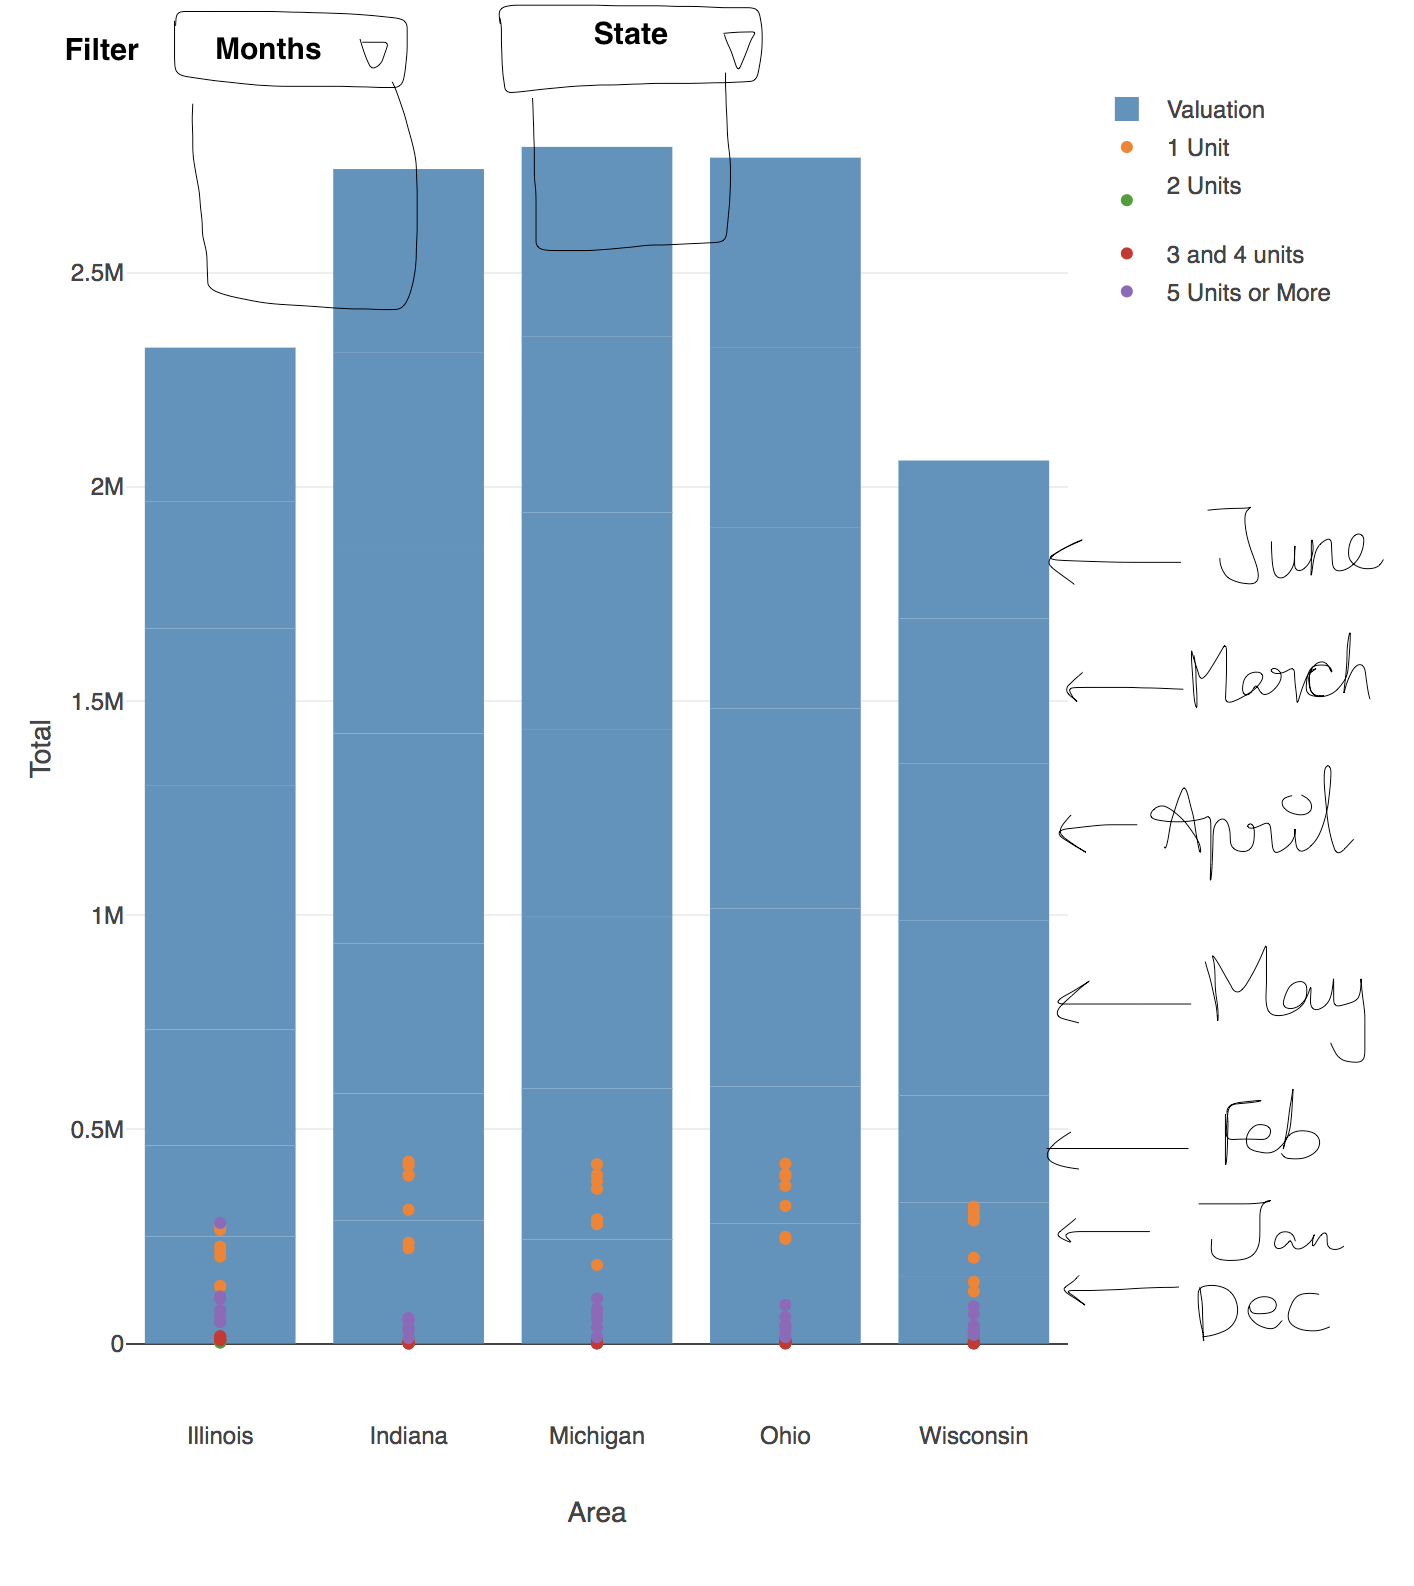 Filter
Months
State
Valuation
1 Unit
2 Units
3 and 4 units
5 Units or More
2.5M
2M
1.5M
1M
0.5M
0
Total
June
March
April
May
Feb
Jan
Dec
Illinois
Indiana
Michigan
Ohio
Wisconsin
Area